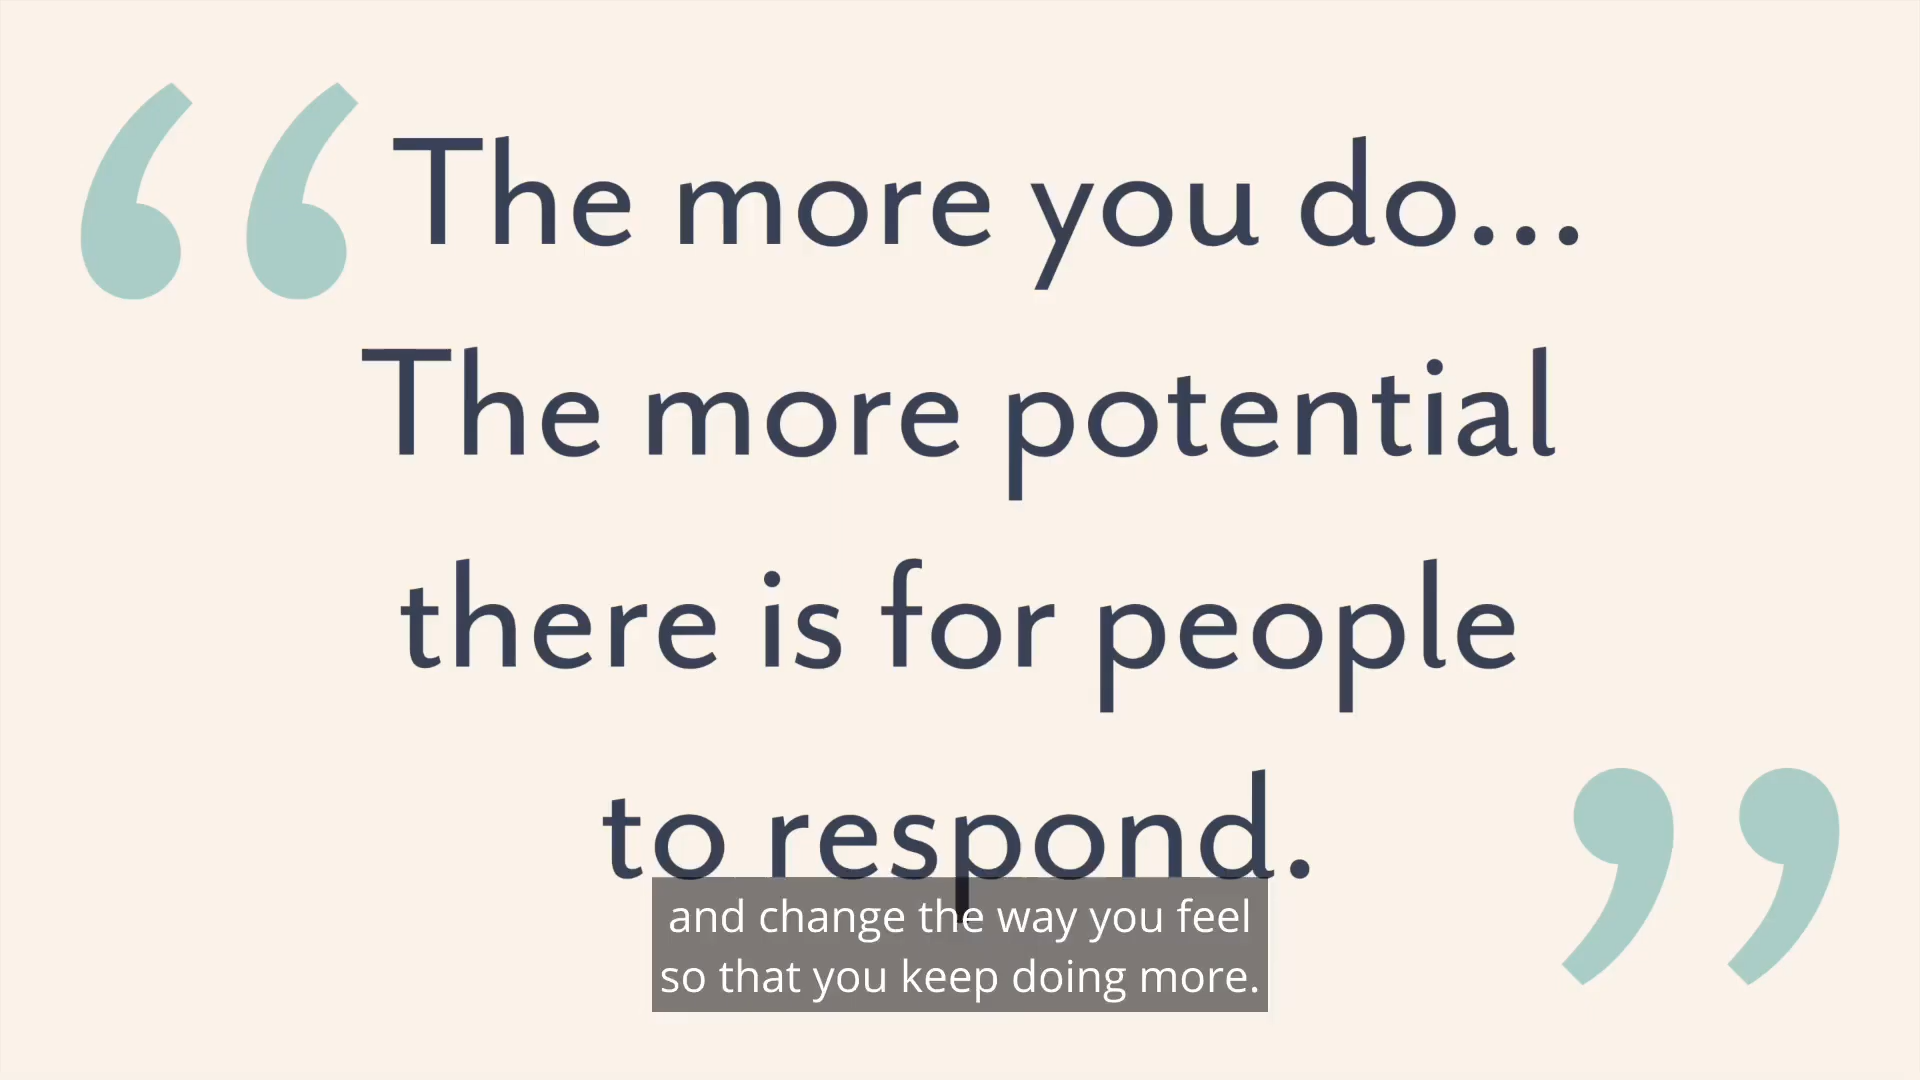 The more you do...
The more potential
there is for people
to respond.
and change the way you feel
so that you keep doing more.